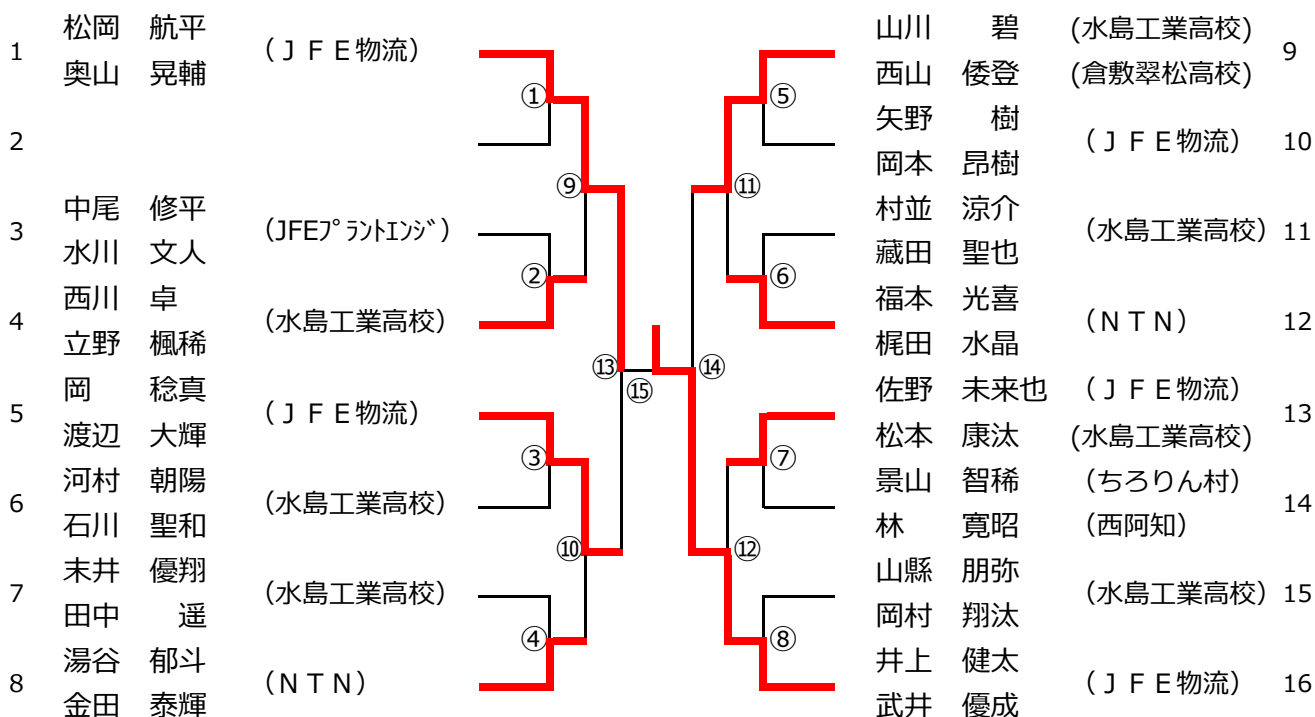 1 松岡 航平 (ＪＦＥ物流)
奥山 晃輔
2
3 中尾 修平 (JFEﾌﾟﾗﾝﾄｴﾝｼﾞ)
水川 文人
4 西川 卓 (水島工業高校)
立野 楓稀
5 岡 稔真 (ＪＦＥ物流)
渡辺 大輝
6 河村 朝陽 (水島工業高校)
石川 聖和
7 末井 優翔 (水島工業高校)
田中 遥
8 湯谷 郁斗 (ＮＴＮ)
金田 泰輝
①
②
③
④
⑨
⑩
⑬
⑮
⑭
⑪
⑫
⑤
⑥
⑦
⑧
山川 碧 (水島工業高校) 9
西山 倭登 (倉敷翠松高校)
矢野 樹 (ＪＦＥ物流) 10
岡本 昂樹
村並 涼介 (水島工業高校) 11
藏田 聖也
福本 光喜 (ＮＴＮ) 12
梶田 水晶
佐野 未来也 (ＪＦＥ物流) 13
松本 康汰 (水島工業高校)
景山 智稀 (ちろりん村) 14
林 寛昭 (西阿知)
山縣 朋弥 (水島工業高校) 15
岡村 翔汰
井上 健太 (ＪＦＥ物流) 16
武井 優成